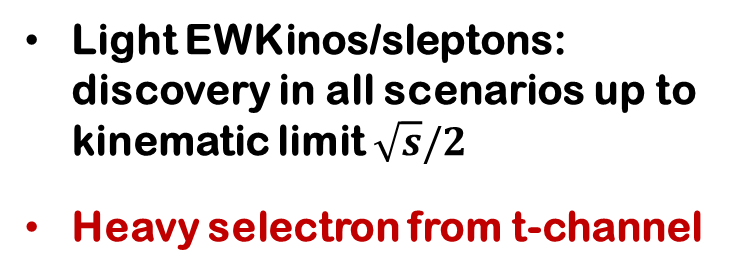 • Light EWKinos/sleptons:
discovery in all scenarios up to
kinematic limit √s/2
• Heavy selectron from t-channel